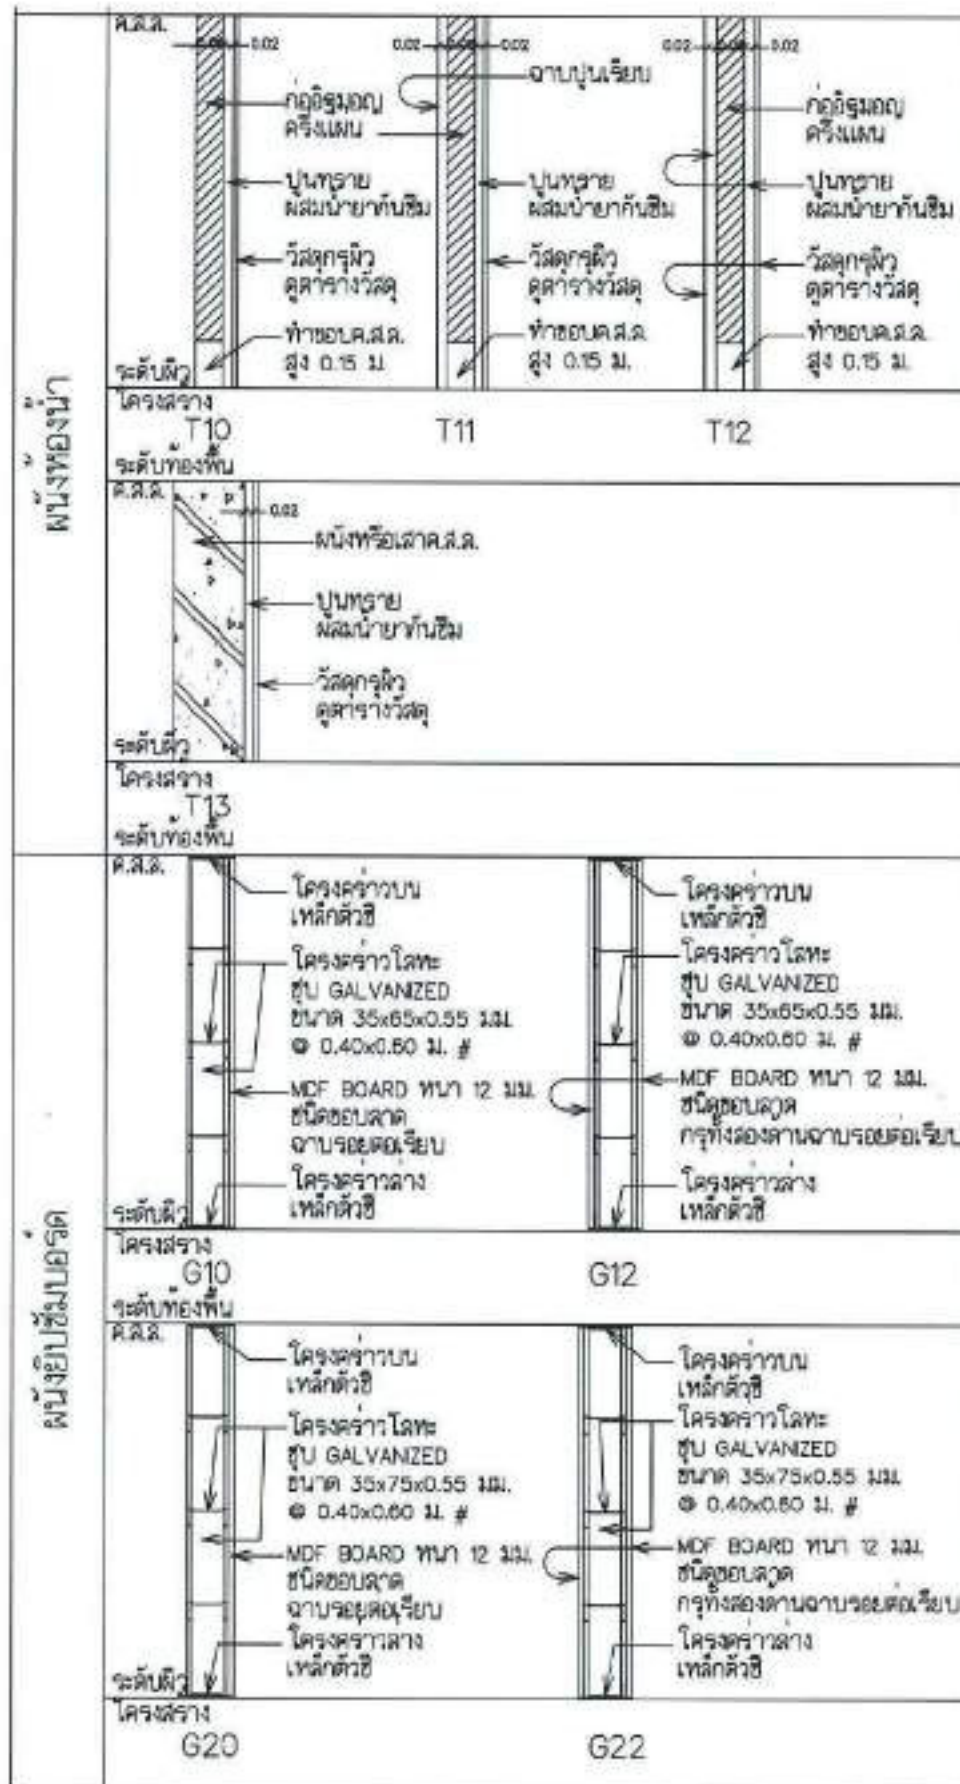 ผนังห้องน้ำ
ค.ส.ล.
0.02
0.02
0.02
0.02
0.02
ก่ออิฐมอญ
ครึ่งแผ่น
ปูนทราย
ผสมน้ำยากันซึม
วัสดุกรุผิว
ดูตารางวัสดุ
ทำขอบค.ส.ล.
สูง 0.15 ม.
ฉาบปูนเรียบ
ปูนทราย
ผสมน้ำยากันซึม
วัสดุกรุผิว
ดูตารางวัสดุ
ทำขอบค.ส.ล.
สูง 0.15 ม.
ก่ออิฐมอญ
ครึ่งแผ่น
ปูนทราย
ผสมน้ำยากันซึม
วัสดุกรุผิว
ดูตารางวัสดุ
ทำขอบค.ส.ล.
สูง 0.15 ม.
ระดับผิว
โครงสร้าง
T10
T11
T12
ระดับท้องพื้น
ค.ส.ล.
0.02
ผนังหรือเสาค.ส.ล.
ปูนทราย
ผสมน้ำยากันซึม
วัสดุกรุผิว
ดูตารางวัสดุ
ระดับผิว
โครงสร้าง
T13
ระดับท้องพื้น
ผนังยิปซั่มบอร์ด
ค.ส.ล.
โครงคร่าวบน
เหล็กตัวซี
โครงคร่าวโลหะ
ชุบ GALVANIZED
ขนาด 35x65x0.55 มม.
@ 0.40x0.60 ม. #
MDF BOARD หนา 12 มม.
ชนิดขอบลาด
ฉาบรอยต่อเรียบ
โครงคร่าวล่าง
เหล็กตัวซี
โครงคร่าวบน
เหล็กตัวซี
โครงคร่าวโลหะ
ชุบ GALVANIZED
ขนาด 35x65x0.55 มม.
@ 0.40x0.60 ม. #
MDF BOARD หนา 12 มม.
ชนิดขอบลาด
กรุทั้งสองด้านฉาบรอยต่อเรียบ
โครงคร่าวล่าง
เหล็กตัวซี
ระดับผิว
โครงสร้าง
G10
G12
ระดับท้องพื้น
ค.ส.ล.
โครงคร่าวบน
เหล็กตัวซี
โครงคร่าวโลหะ
ชุบ GALVANIZED
ขนาด 35x75x0.55 มม.
@ 0.40x0.60 ม. #
MDF BOARD หนา 12 มม.
ชนิดขอบลาด
ฉาบรอยต่อเรียบ
โครงคร่าวล่าง
เหล็กตัวซี
โครงคร่าวบน
เหล็กตัวซี
โครงคร่าวโลหะ
ชุบ GALVANIZED
ขนาด 35x75x0.55 มม.
@ 0.40x0.60 ม. #
MDF BOARD หนา 12 มม.
ชนิดขอบลาด
กรุทั้งสองด้านฉาบรอยต่อเรียบ
โครงคร่าวล่าง
เหล็กตัวซี
ระดับผิว
โครงสร้าง
G20
G22